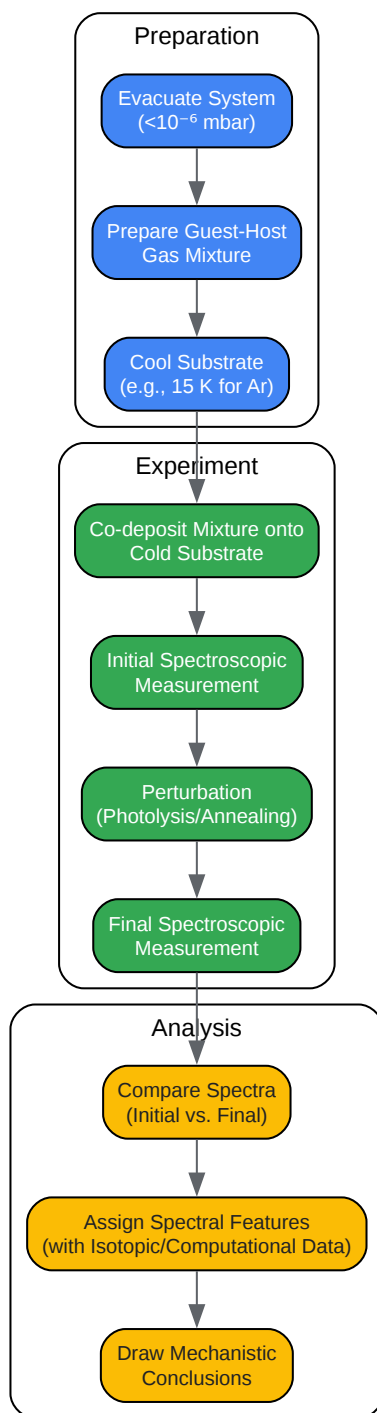 Preparation
Evacuate System
(<10⁻⁶ mbar)
Prepare Guest-Host
Gas Mixture
Cool Substrate
(e.g., 15 K for Ar)
Experiment
Co-deposit Mixture onto
Cold Substrate
Initial Spectroscopic
Measurement
Perturbation
(Photolysis/Annealing)
Final Spectroscopic
Measurement
Analysis
Compare Spectra
(Initial vs. Final)
Assign Spectral Features
(with Isotopic/Computational Data)
Draw Mechanistic
Conclusions